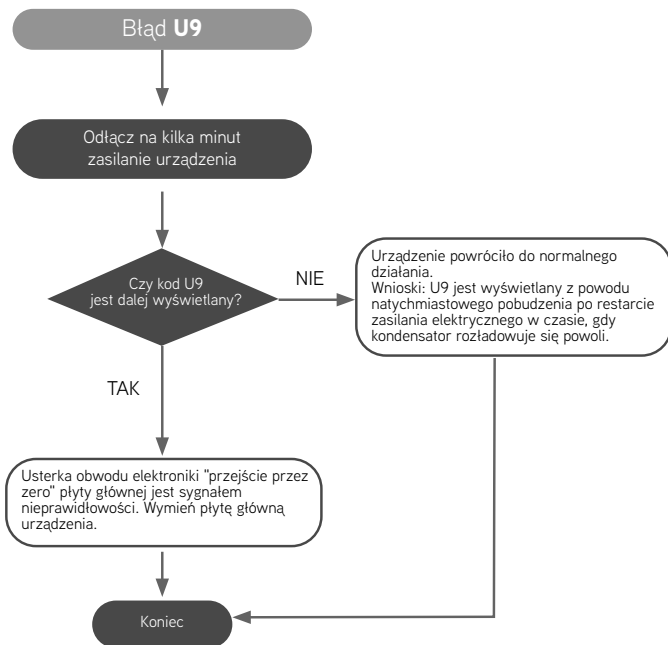 Błąd U9
Odłącz na kilka minut
zasilanie urządzenia
Czy kod U9
jest dalej wyświetlany?
NIE
Urządzenie powróciło do normalnego
działania.
Wnioski: U9 jest wyświetlany z powodu
natychmiastowego pobudzenia po restarcie
zasilania elektrycznego w czasie, gdy
kondensator rozładowuje się powoli.
TAK
Usterka obwodu elektroniki "przejście przez
zero" płyty głównej jest sygnałem
nieprawidłowości. Wymień płytę główną
urządzenia.
Koniec